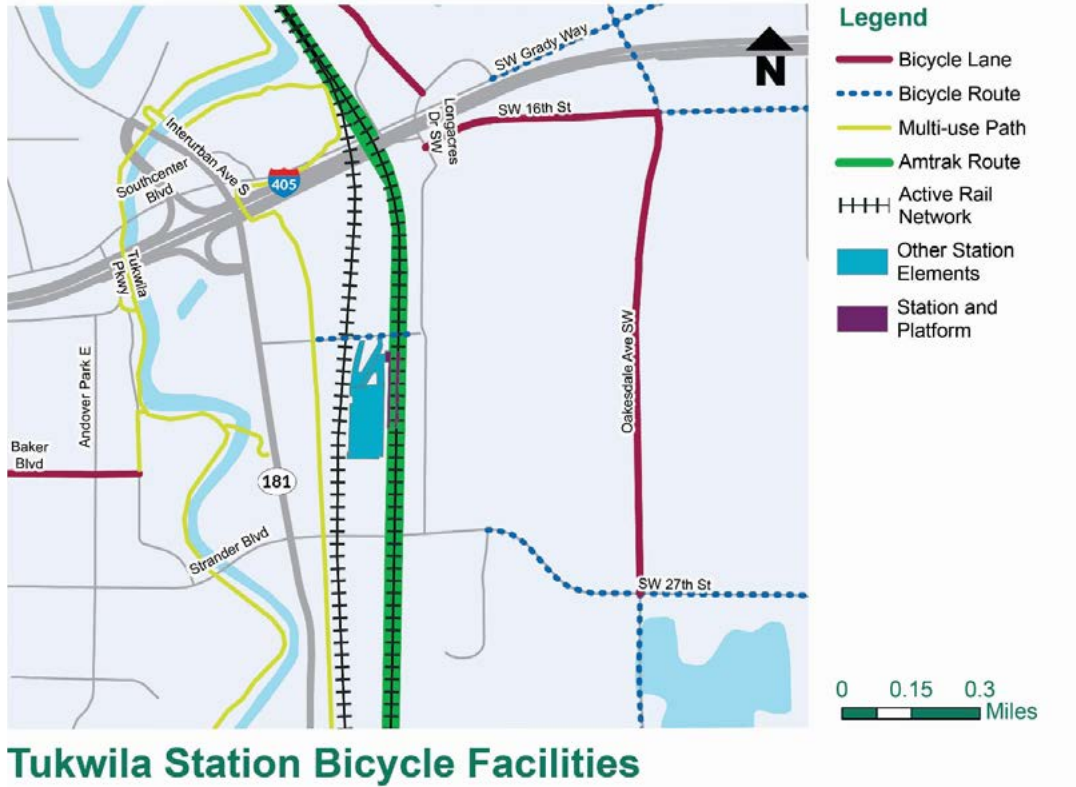 SW Grady Way
N
Longacres
Dr SW
SW 16th St
Interurban Ave S
Southcenter
Blvd
405
Tukwila
Pkwy
Andover Park E
Oakesdale Ave SW
Baker
Blvd
181
Strander Blvd
SW 27th St
Legend
Bicycle Lane
Bicycle Route
Multi-use Path
Amtrak Route
Active Rail
Network
Other Station
Elements
Station and
Platform
0 0.15 0.3
Miles
Tukwila Station Bicycle Facilities